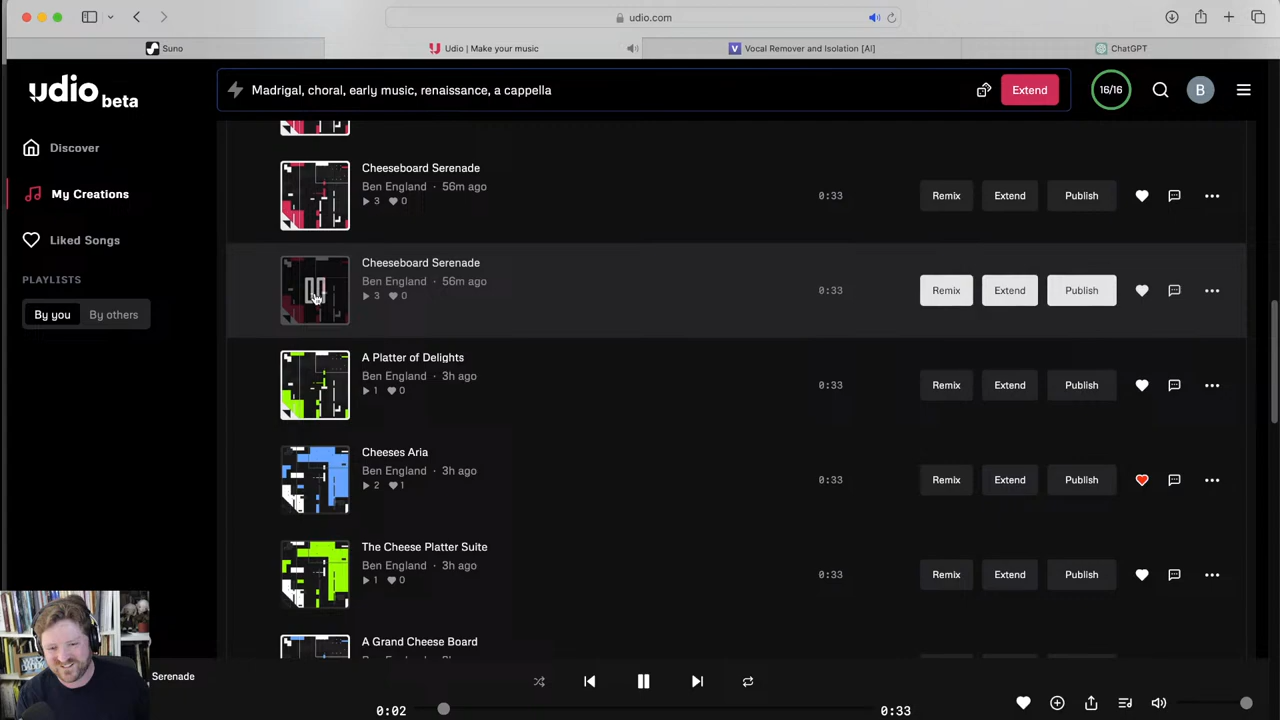 udio.com
Suno
Udio | Make your music
Vocal Remover and Isolation [AI]
ChatGPT
udio beta
Madrigal, choral, early music, renaissance, a cappella
Extend
16/16
B
Discover
My Creations
Liked Songs
PLAYLISTS
By you
By others
Cheeseboard Serenade
Ben England · 56m ago
3 0
0:33
Remix
Extend
Publish
Cheeseboard Serenade
Ben England · 56m ago
3 0
0:33
Remix
Extend
Publish
A Platter of Delights
Ben England · 3h ago
1 0
0:33
Remix
Extend
Publish
Cheeses Aria
Ben England · 3h ago
2 1
0:33
Remix
Extend
Publish
The Cheese Platter Suite
Ben England · 3h ago
1 0
0:33
Remix
Extend
Publish
A Grand Cheese Board
Serenade
0:02
0:33